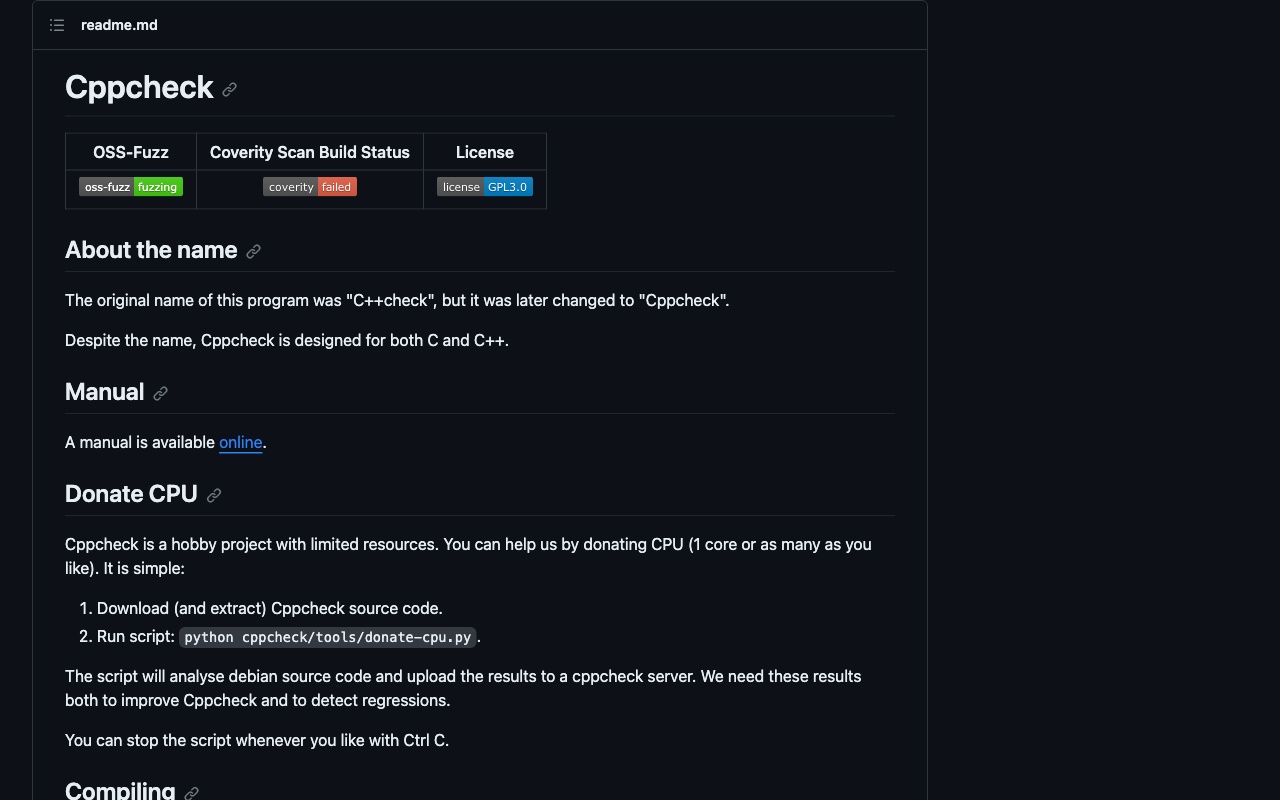 readme.md
Cppcheck
OSS-Fuzz Coverity Scan Build Status License
oss-fuzz fuzzing coverity failed license GPL3.0
About the name
The original name of this program was "C++check", but it was later changed to "Cppcheck".
Despite the name, Cppcheck is designed for both C and C++.
Manual
A manual is available online.
Donate CPU
Cppcheck is a hobby project with limited resources. You can help us by donating CPU (1 core or as many as you
like). It is simple:
1. Download (and extract) Cppcheck source code.
2. Run script: python cppcheck/tools/donate-cpu.py.
The script will analyse debian source code and upload the results to a cppcheck server. We need these results
both to improve Cppcheck and to detect regressions.
You can stop the script whenever you like with Ctrl C.
Compiling